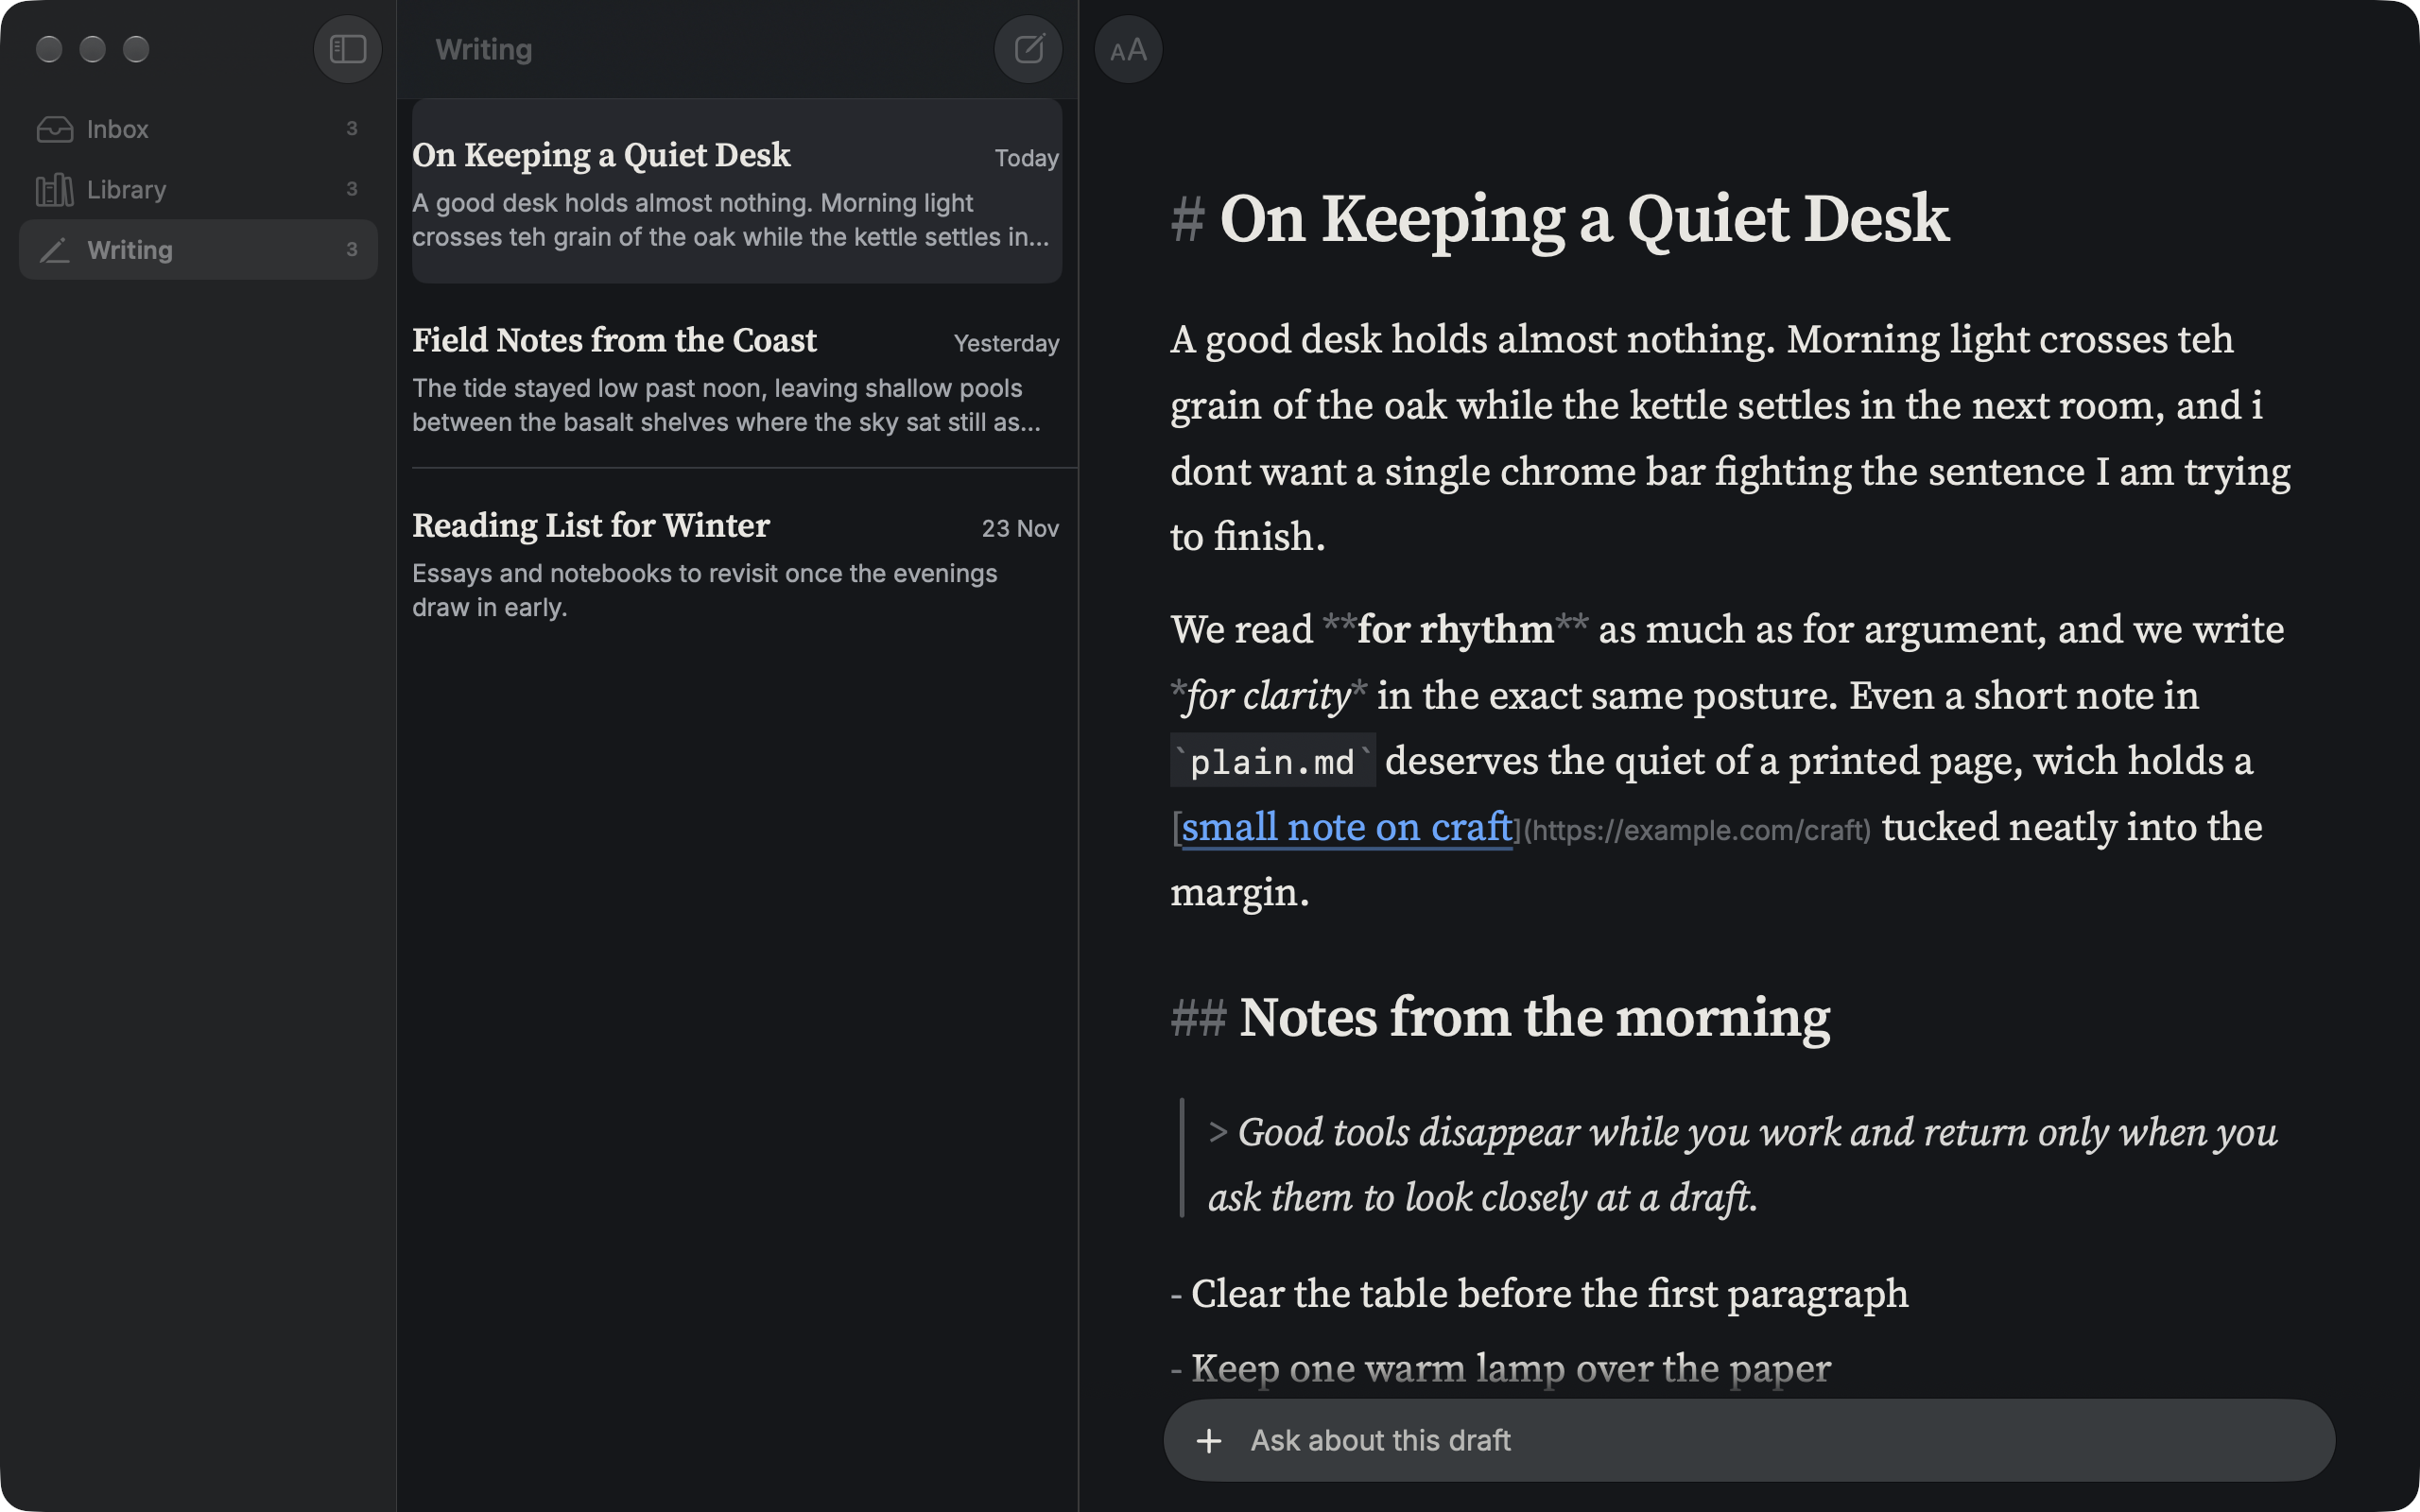 Inbox 3
Library 3
Writing 3
Writing
On Keeping a Quiet Desk Today
A good desk holds almost nothing. Morning light
crosses teh grain of the oak while the kettle settles in...
Field Notes from the Coast Yesterday
The tide stayed low past noon, leaving shallow pools
between the basalt shelves where the sky sat still as...
Reading List for Winter 23 Nov
Essays and notebooks to revisit once the evenings
draw in early.
AA
# On Keeping a Quiet Desk
A good desk holds almost nothing. Morning light crosses teh
grain of the oak while the kettle settles in the next room, and i
dont want a single chrome bar fighting the sentence I am trying
to finish.
We read **for rhythm** as much as for argument, and we write
*for clarity* in the exact same posture. Even a short note in
`plain.md` deserves the quiet of a printed page, wich holds a
[small note on craft](https://example.com/craft) tucked neatly into the
margin.
## Notes from the morning
> Good tools disappear while you work and return only when you
ask them to look closely at a draft.
- Clear the table before the first paragraph
- Keep one warm lamp over the paper
+ Ask about this draft